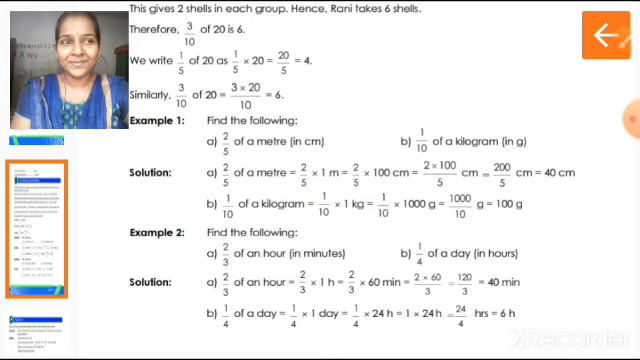 This gives 2 shells in each group. Hence, Rani takes 6 shells.
Therefore, 3/10 of 20 is 6.
We write 1/5 of 20 as 1/5 × 20 = 20/5 = 4.
Similarly, 3/10 of 20 = 3 × 20/10 = 6.
Example 1: Find the following:
a) 2/5 of a metre (in cm) b) 1/10 of a kilogram (in g)
Solution: a) 2/5 of a metre = 2/5 × 1 m = 2/5 × 100 cm = 2 × 100/5 cm = 200/5 cm = 40 cm
b) 1/10 of a kilogram = 1/10 × 1 kg = 1/10 × 1000 g = 1000/10 g = 100 g
Example 2: Find the following:
a) 2/3 of an hour (in minutes) b) 1/4 of a day (in hours)
Solution: a) 2/3 of an hour = 2/3 × 1 h = 2/3 × 60 min = 2 × 60/3 = 120/3 = 40 min
b) 1/4 of a day = 1/4 × 1 day = 1/4 × 24 h = 1 × 24 h = 24/4 hrs = 6 h
XRecorder